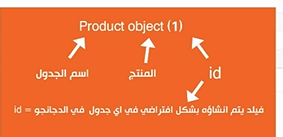 Product object (1)
اسم الجدول المنتج id
فيلد يتم انشاؤه بشكل افتراضي في اي جدول في الدجانجو = id